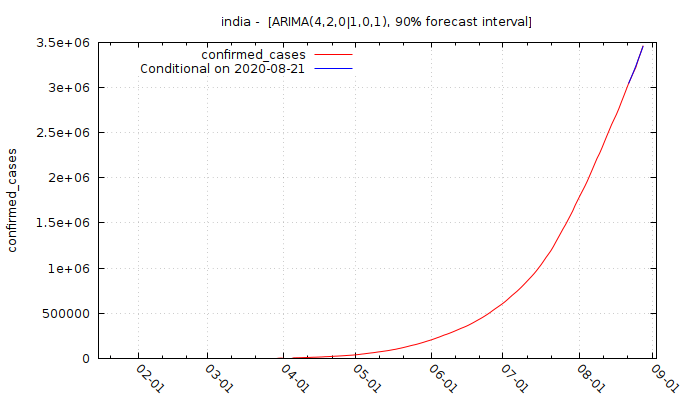 india -  [ARIMA(4,2,0|1,0,1), 90% forecast interval]
3.5e+06
confirmed_cases
Conditional on 2020-08-21
3e+06
2.5e+06
2e+06
confirmed_cases
1.5e+06
1e+06
500000
0
02-01
03-01
04-01
05-01
06-01
07-01
08-01
09-01